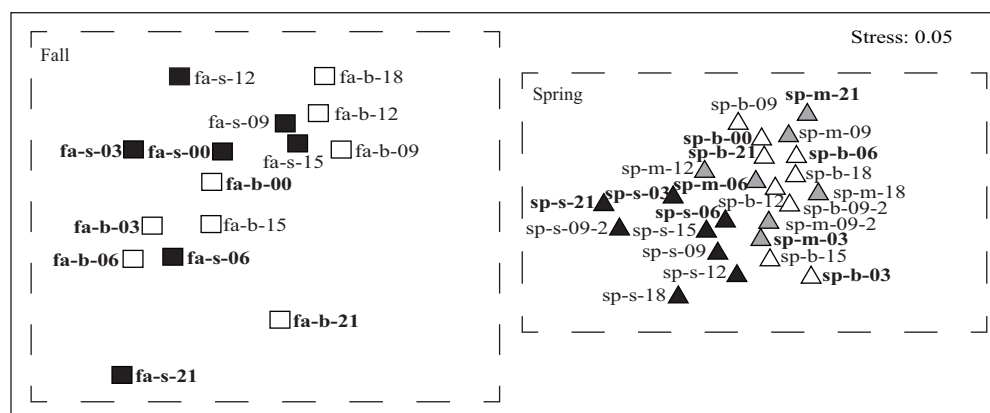 Stress: 0.05
Fall
fa-s-12
fa-b-18
fa-s-09
fa-b-12
fa-s-03
fa-s-00
fa-s-15
fa-b-09
fa-b-00
fa-b-03
fa-b-15
fa-b-06
fa-s-06
fa-b-21
fa-s-21
Spring
sp-m-21
sp-b-09
sp-b-00
sp-m-09
sp-b-21
sp-b-06
sp-m-12
sp-b-18
sp-s-03
sp-m-06
sp-m-18
sp-s-21
sp-b-12
sp-b-09-2
sp-s-06
sp-s-09-2
sp-s-15
sp-m-09-2
sp-m-03
sp-s-09
sp-b-15
sp-s-12
sp-b-03
sp-s-18